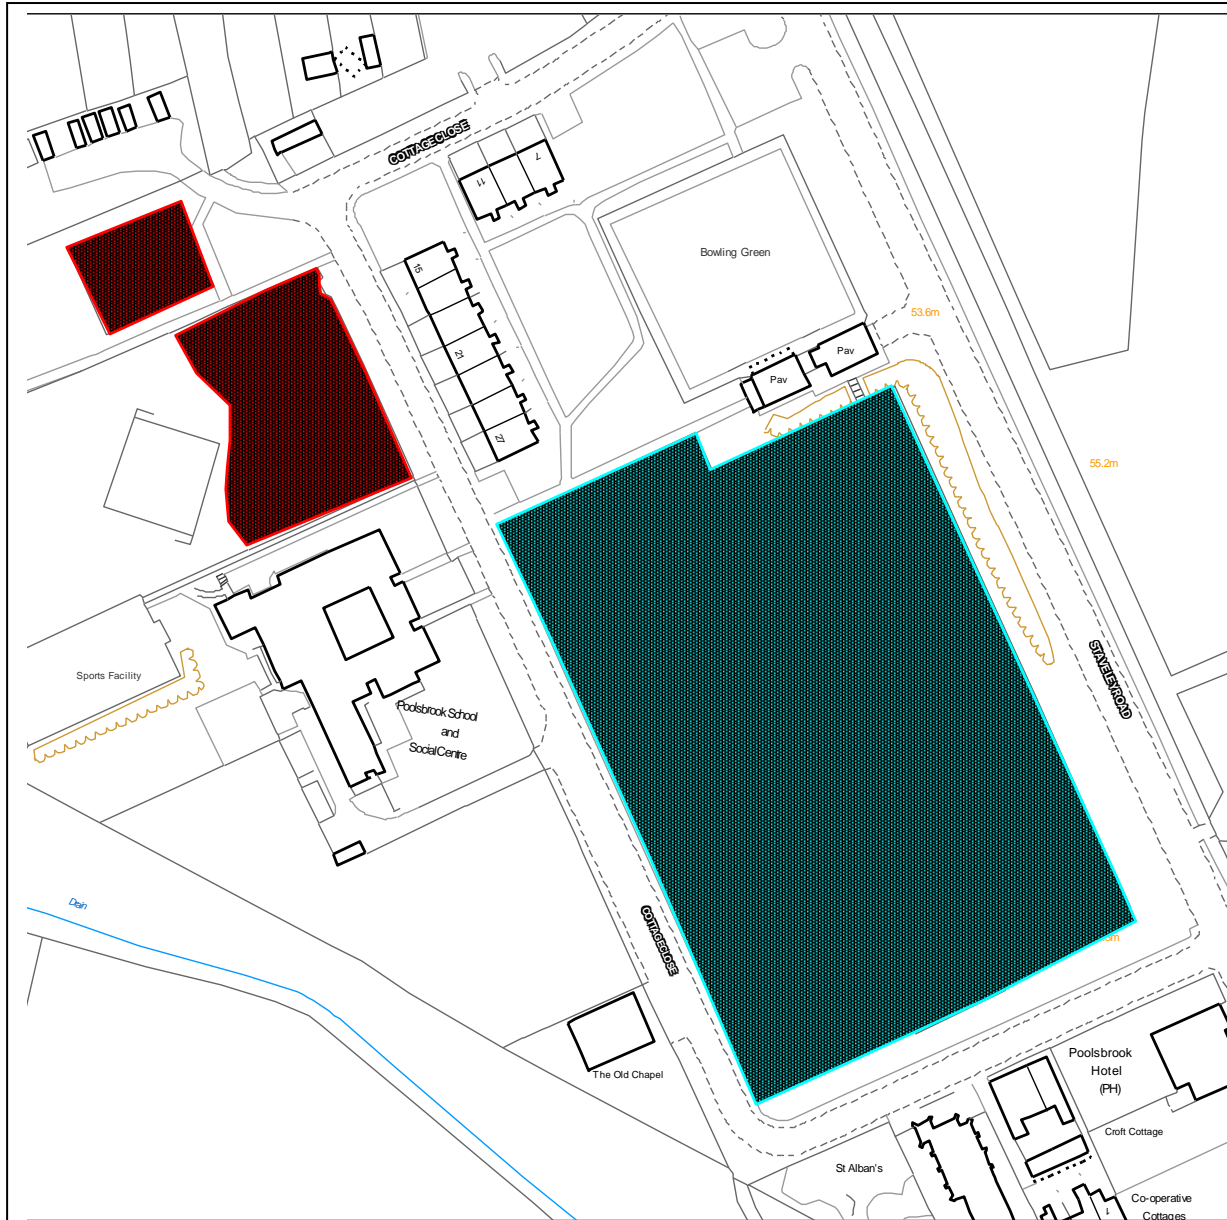 COTTAGE CLOSE
7
11
15
Bowling Green
53.6m
21
Pav
Pav
27
55.2m
STAVELEY ROAD
Sports Facility
Poolsbrook School
and
Social Centre
Drain
COTTAGE CLOSE
Poolsbrook
Hotel
(PH)
The Old Chapel
Croft Cottage
St Alban's
Co-operative
Cottages
1